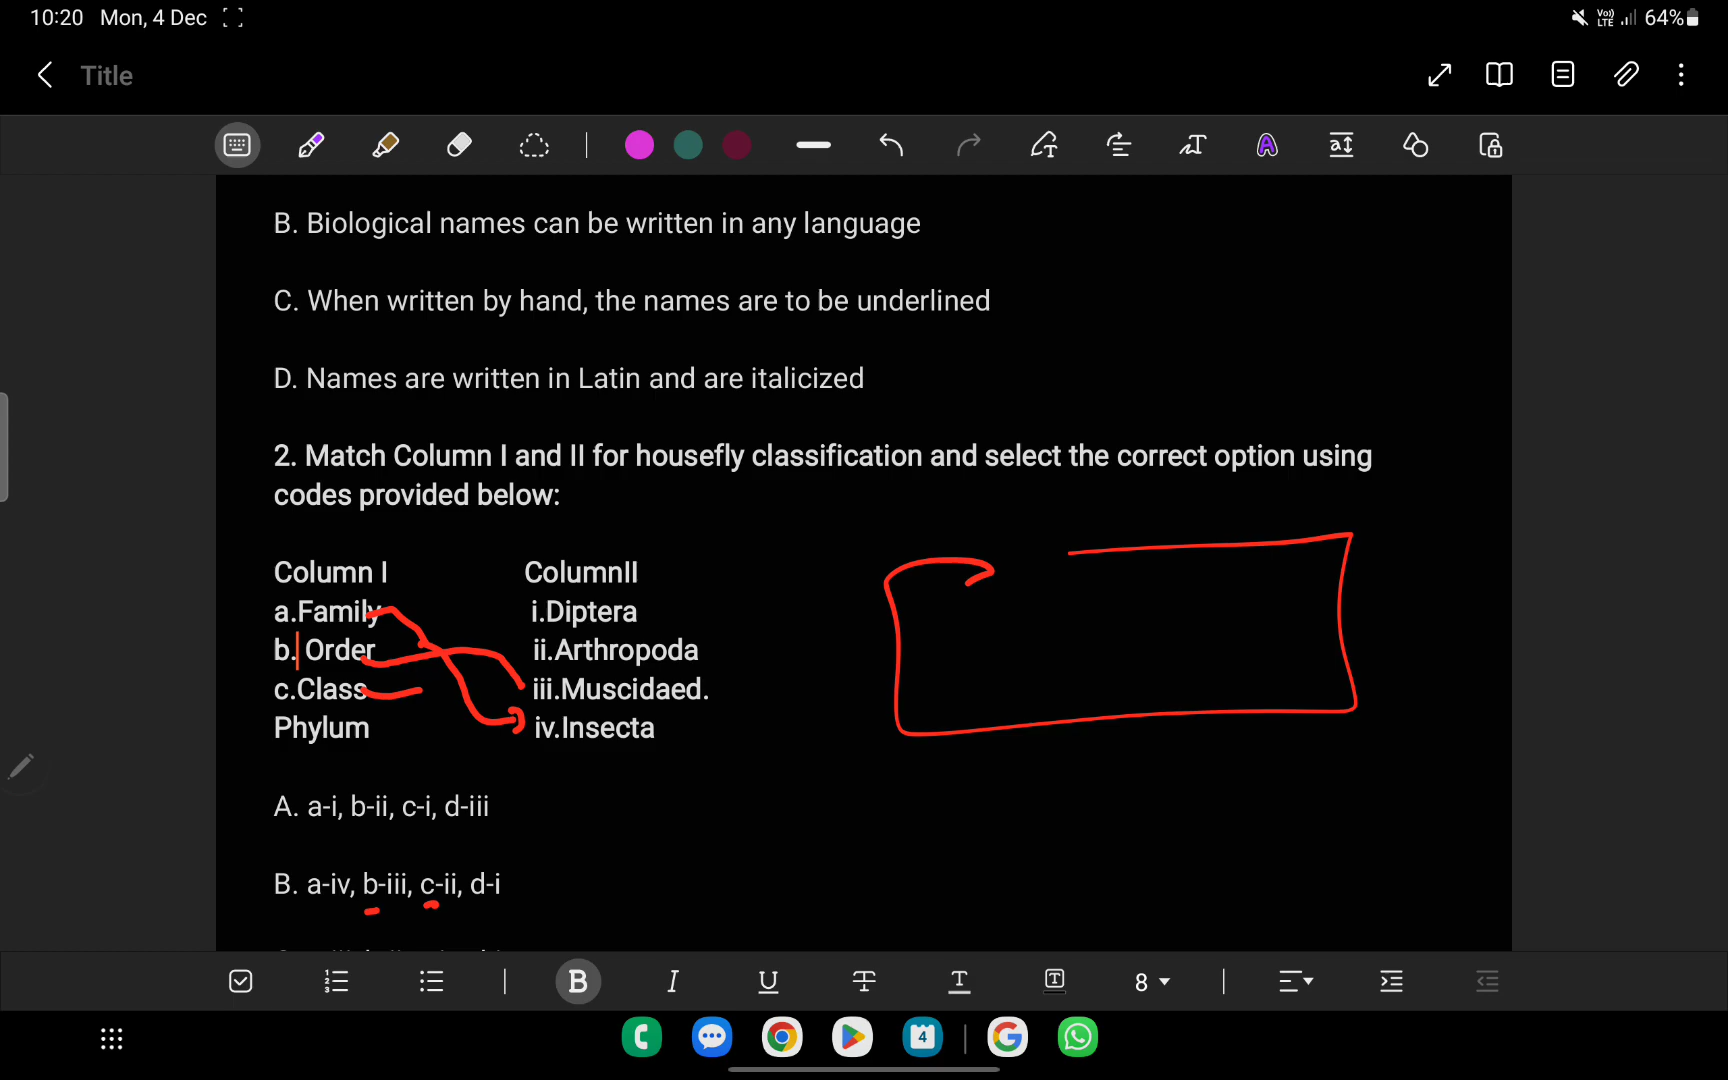 10:20 Mon, 4 Dec
Vo)) LTE 64%
Title
B. Biological names can be written in any language
C. When written by hand, the names are to be underlined
D. Names are written in Latin and are italicized
2. Match Column I and II for housefly classification and select the correct option using
codes provided below:
Column I ColumnII
a.Family i.Diptera
b. Order ii.Arthropoda
c.Class iii.Muscidaed.
Phylum iv.Insecta
A. a-i, b-ii, c-i, d-iii
B. a-iv, b-iii, c-ii, d-i
8
4